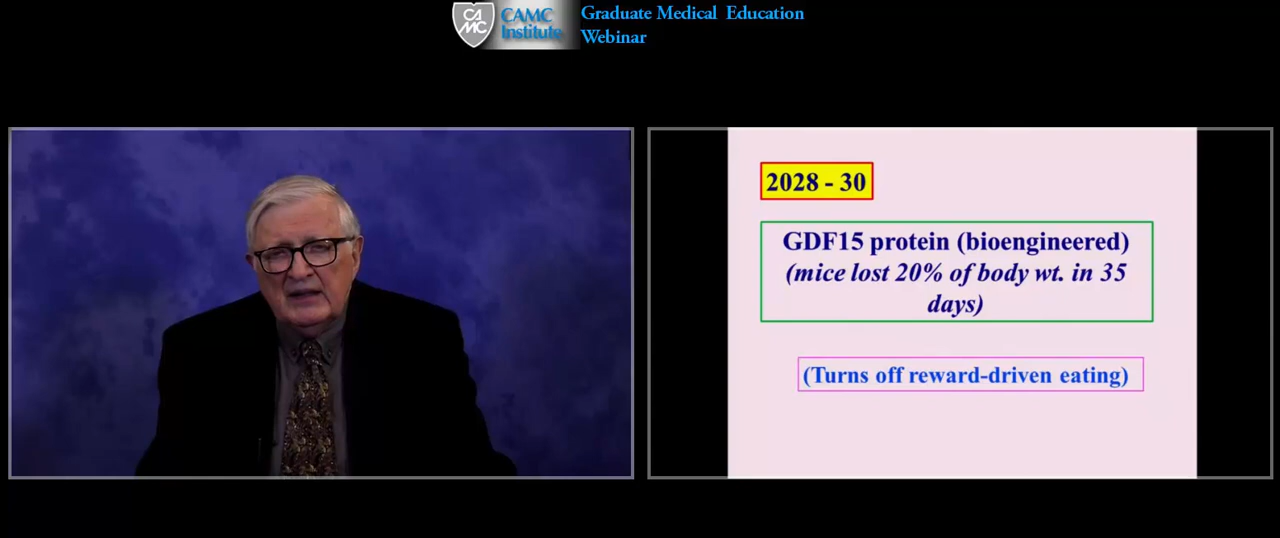 CAMC
CAMC
Institute
Graduate Medical Education
Webinar
2028 - 30
GDF15 protein (bioengineered)
(mice lost 20% of body wt. in 35
days)
(Turns off reward-driven eating)